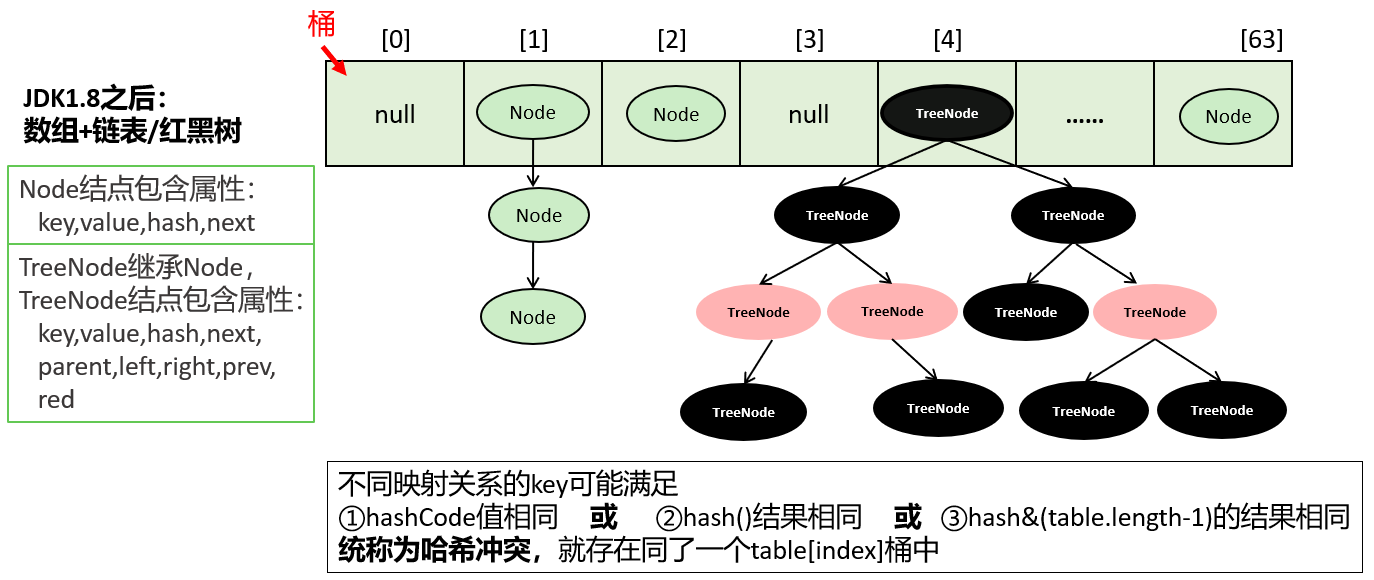 桶
[0] [1] [2] [3] [4] [63]
JDK1.8之后：
数组+链表/红黑树
null Node Node null TreeNode …… Node
Node结点包含属性：
key,value,hash,next
TreeNode继承Node，
TreeNode结点包含属性：
key,value,hash,next,
parent,left,right,prev,
red
Node TreeNode TreeNode
Node TreeNode TreeNode TreeNode TreeNode
TreeNode TreeNode TreeNode TreeNode
不同映射关系的key可能满足
①hashCode值相同 或 ②hash()结果相同 或 ③hash&(table.length-1)的结果相同
统称为哈希冲突，就存在同了一个table[index]桶中